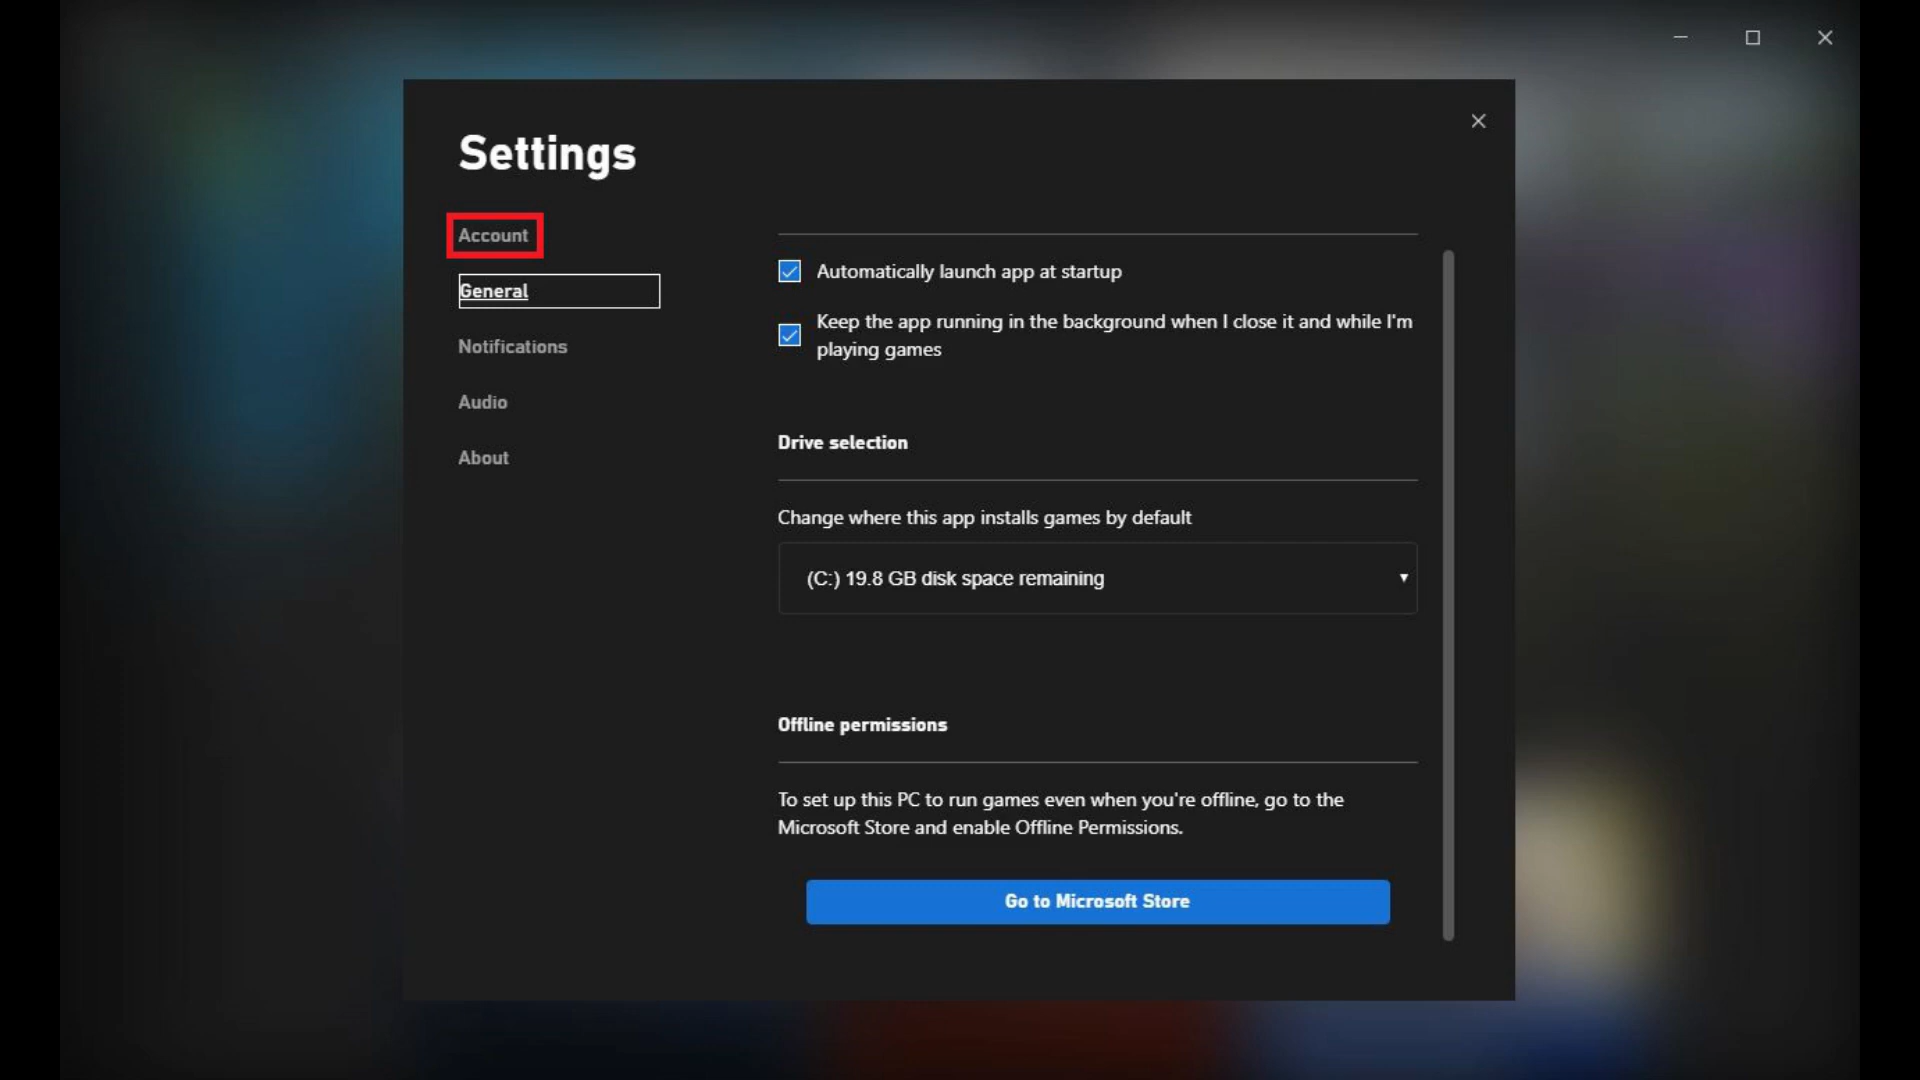 Settings
Account
General
Notifications
Audio
About
Automatically launch app at startup
Keep the app running in the background when I close it and while I'm
playing games
Drive selection
Change where this app installs games by default
(C:) 19.8 GB disk space remaining
Offline permissions
To set up this PC to run games even when you're offline, go to the
Microsoft Store and enable Offline Permissions.
Go to Microsoft Store